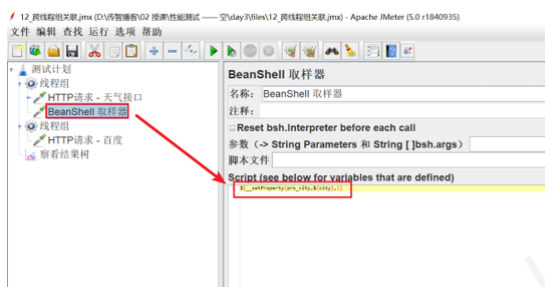 12_跨线程组关联.jmx (D:\传智播客\02 授课\性能测试 —— 空\day3\files\12_跨线程组关联.jmx) - Apache JMeter (5.0 r1840935)
文件 编辑 查找 运行 选项 帮助
测试计划
线程组
HTTP请求 - 天气接口
BeanShell 取样器
线程组
HTTP请求 - 百度
察看结果树
BeanShell 取样器
名称: BeanShell 取样器
注释:
Reset bsh.Interpreter before each call
参数 (-> String Parameters 和 String [ ]bsh.args)
脚本文件
Script (see below for variables that are defined)
${__setProperty(pro_city,${city},)}